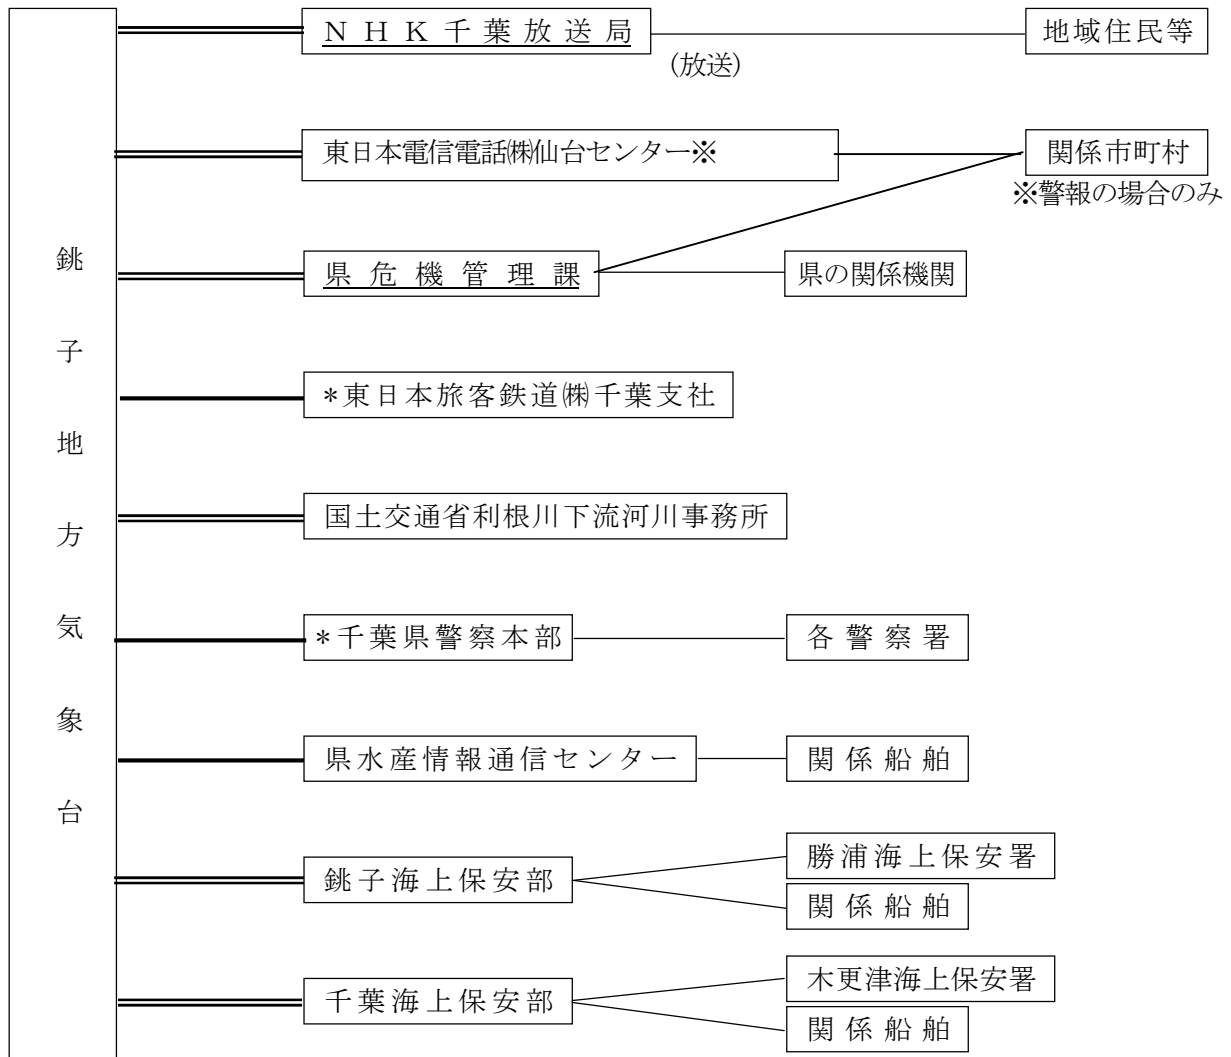 ＮＨＫ千葉放送局
地域住民等
(放送)
東日本電信電話㈱仙台センター※
関係市町村
※警報の場合のみ
県危機管理課
県の関係機関
銚子地方気象台
*東日本旅客鉄道㈱千葉支社
国土交通省利根川下流河川事務所
*千葉県警察本部
各警察署
県水産情報通信センター
関係船舶
銚子海上保安部
勝浦海上保安署
関係船舶
千葉海上保安部
木更津海上保安署
関係船舶